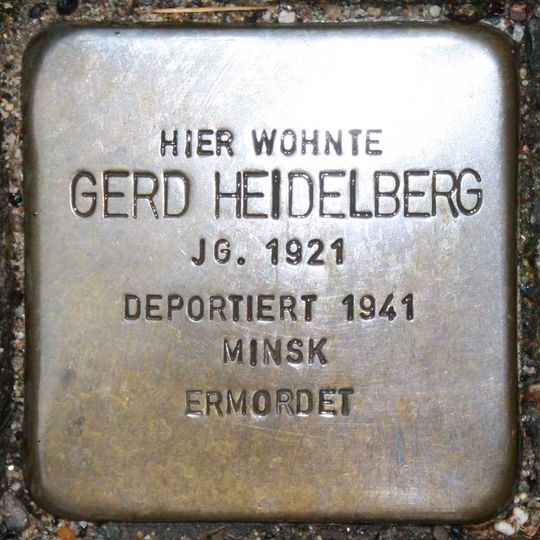 HIER WOHNTE
GERD HEIDELBERG
JG. 1921
DEPORTIERT 1941
MINSK
ERMORDET